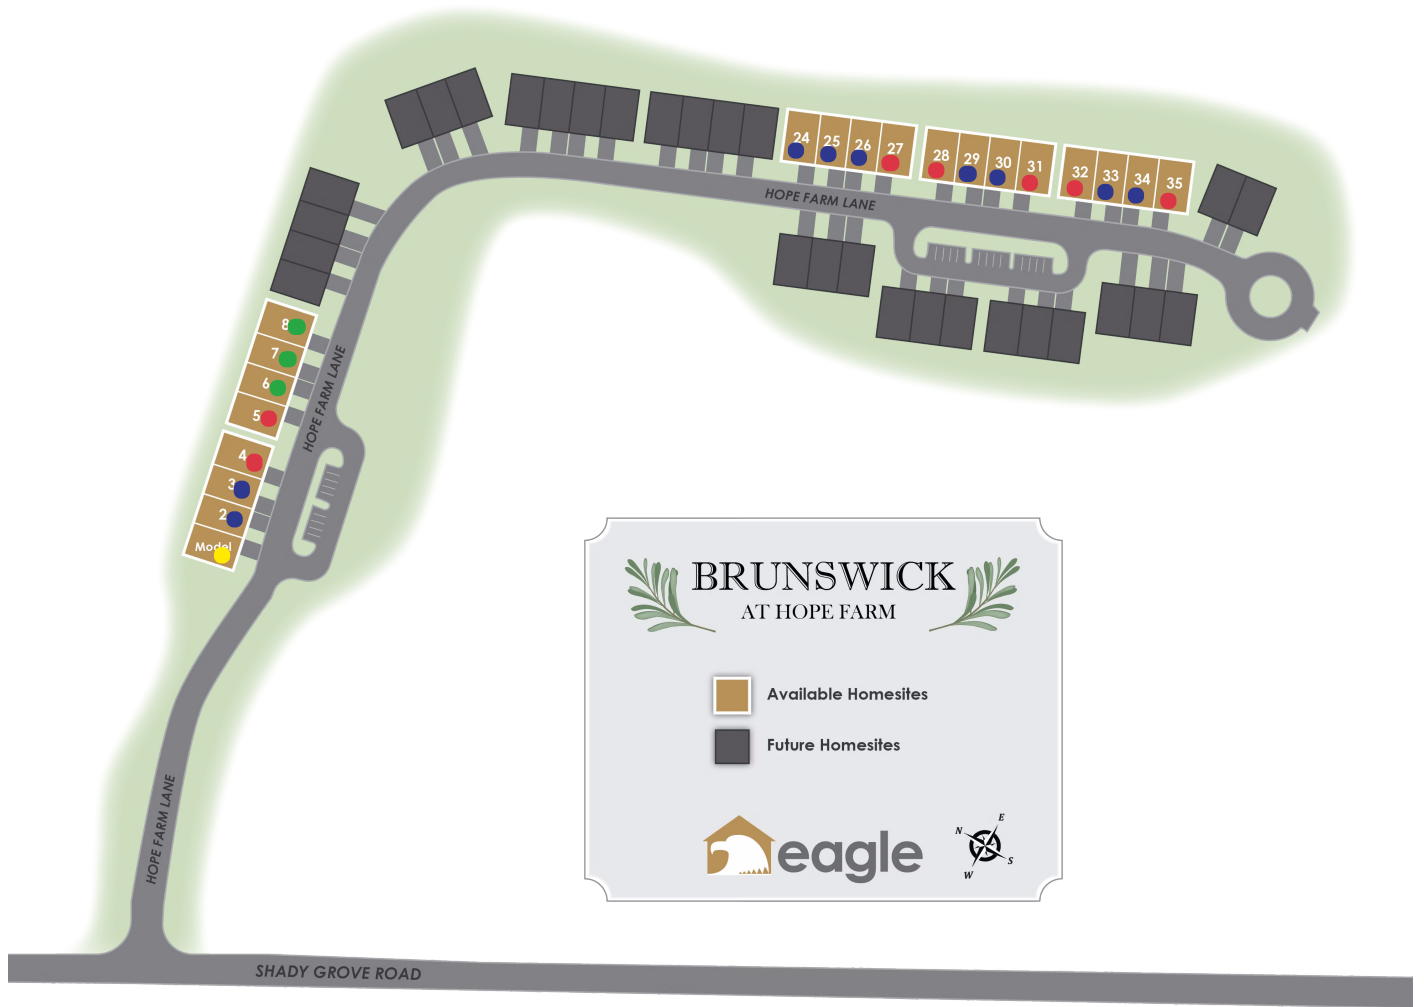 24
25
26
27
28
29
30
31
32
33
34
35
HOPE FARM LANE
8
7
6
5
HOPE FARM LANE
4
3
2
Model
BRUNSWICK
AT HOPE FARM
Available Homesites
Future Homesites
HOPE FARM LANE
eagle
N
E
S
W
SHADY GROVE ROAD